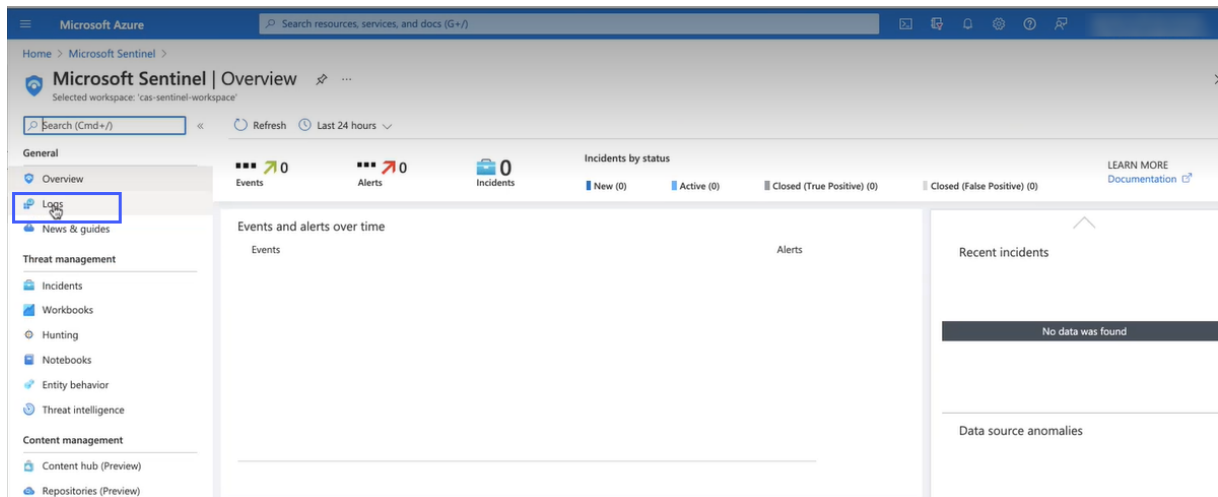 Microsoft Azure
Search resources, services, and docs (G+/)
Home > Microsoft Sentinel >
Microsoft Sentinel | Overview
Selected workspace: 'cas-sentinel-workspace'
Search (Cmd+/)
«
Refresh
Last 24 hours
General
Overview
Logs
News & guides
Threat management
Incidents
Workbooks
Hunting
Notebooks
Entity behavior
Threat intelligence
Content management
Content hub (Preview)
Repositories (Preview)
0
Events
0
Alerts
0
Incidents
Incidents by status
New (0)
Active (0)
Closed (True Positive) (0)
Closed (False Positive) (0)
LEARN MORE
Documentation
Events and alerts over time
Events
Alerts
Recent incidents
No data was found
Data source anomalies